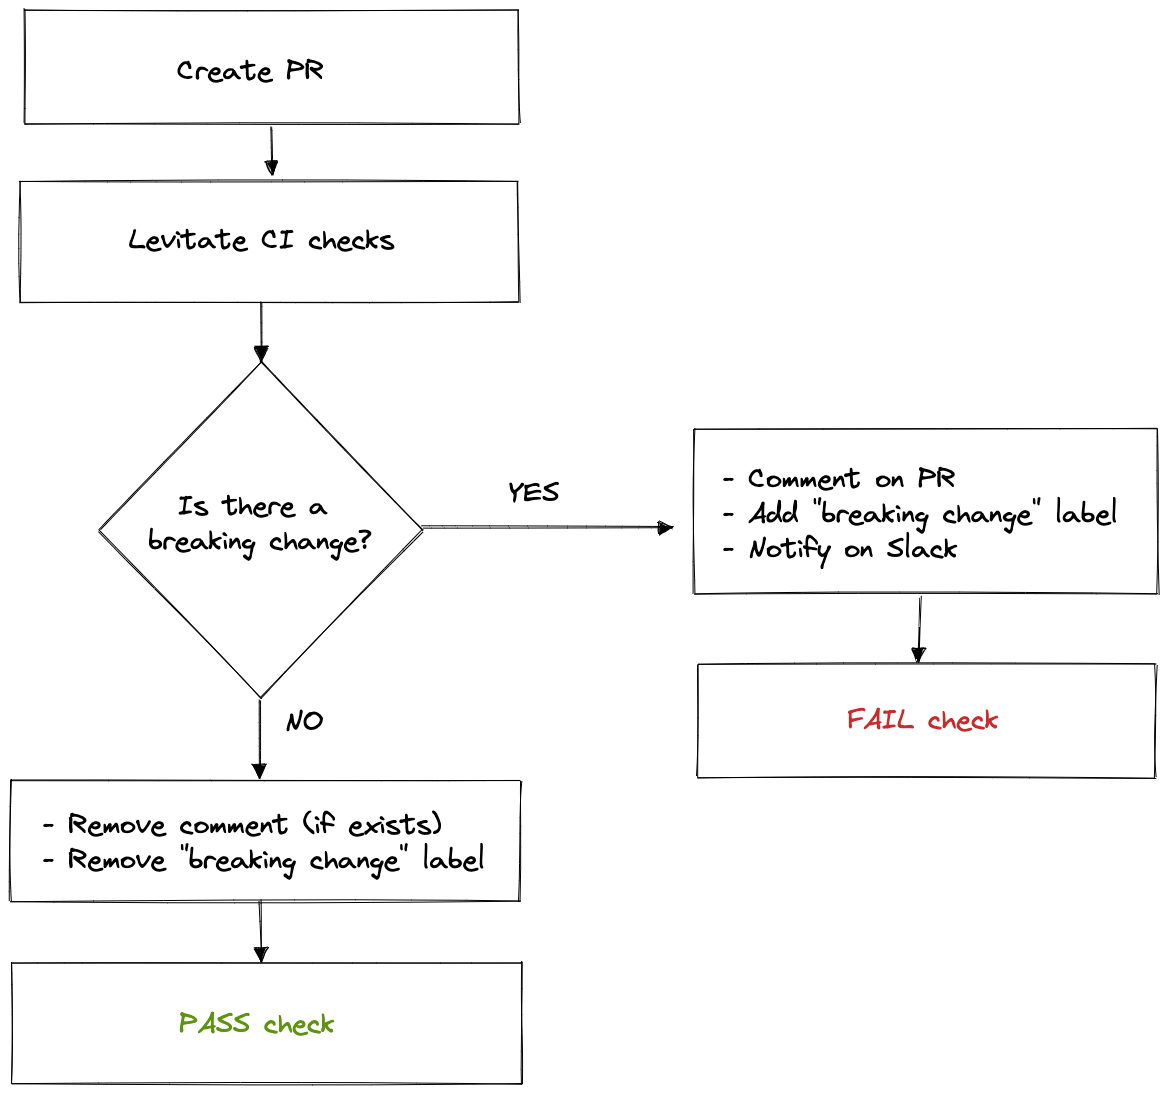 Create PR
Levitate CI checks
Is there a
breaking change?
YES
- Comment on PR
- Add "breaking change" label
- Notify on Slack
FAIL check
NO
- Remove comment (if exists)
- Remove "breaking change" label
PASS check